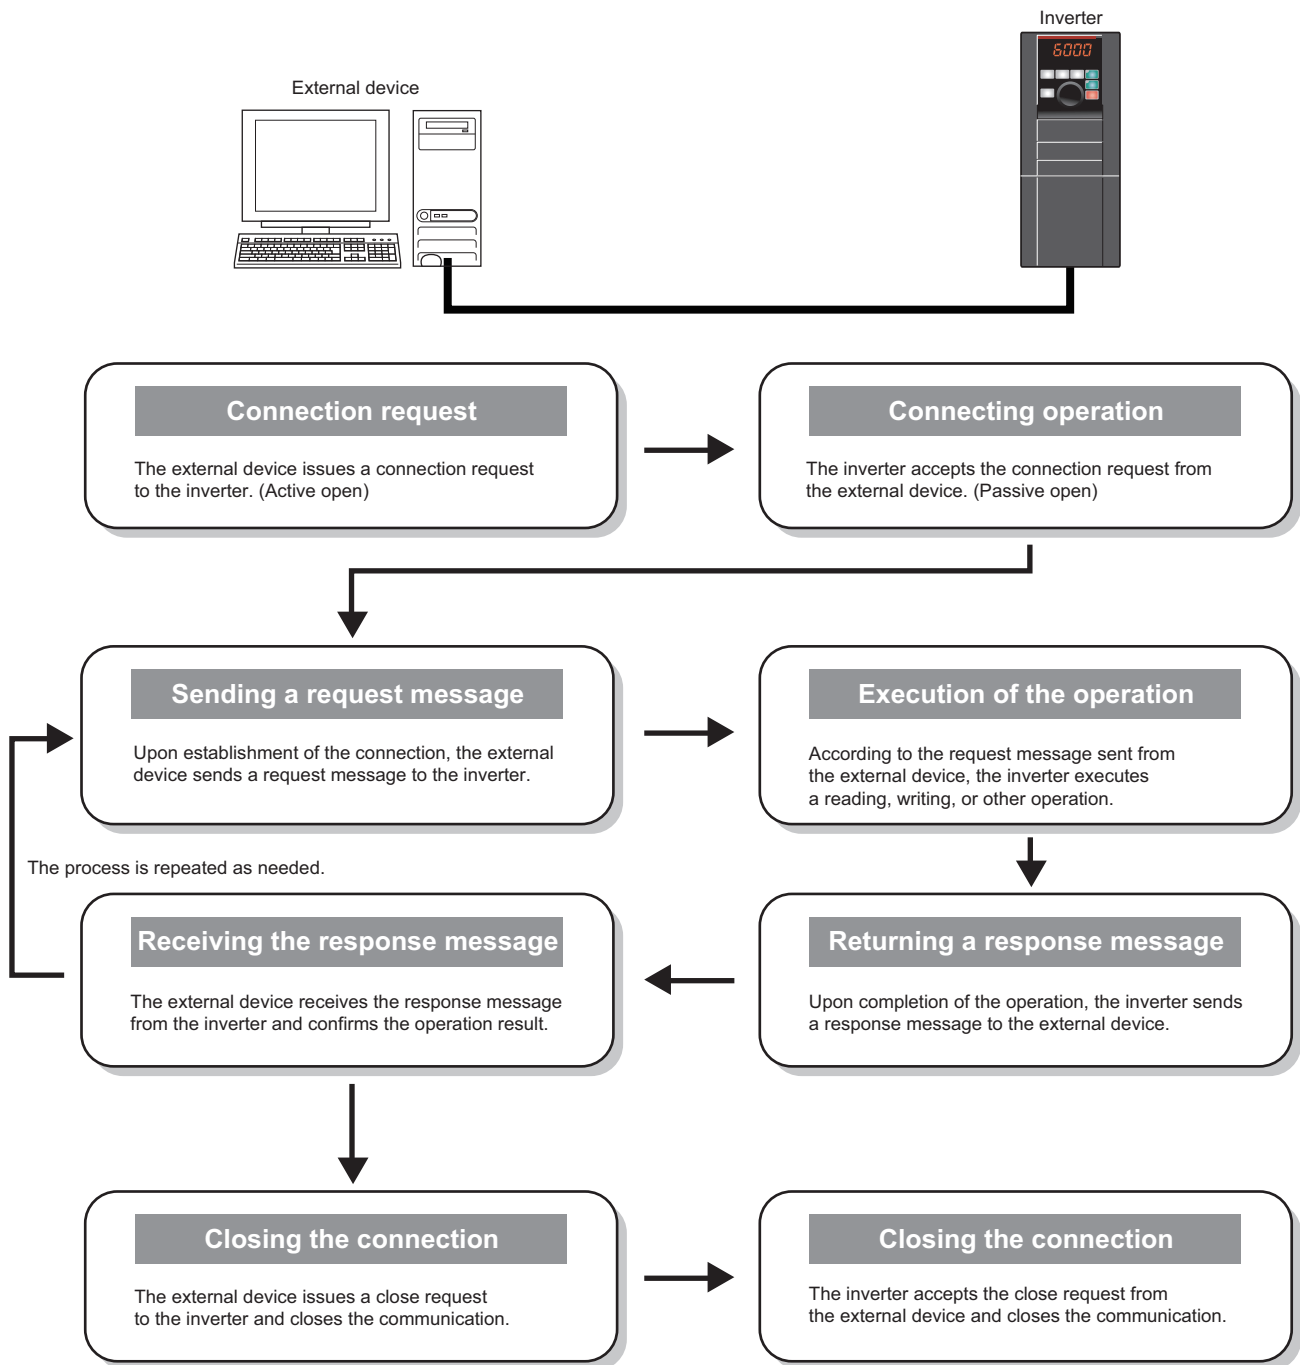 Inverter
6000
External device
Connection request
The external device issues a connection request
to the inverter. (Active open)
Connecting operation
The inverter accepts the connection request from
the external device. (Passive open)
Sending a request message
Upon establishment of the connection, the external
device sends a request message to the inverter.
Execution of the operation
According to the request message sent from
the external device, the inverter executes
a reading, writing, or other operation.
The process is repeated as needed.
Receiving the response message
The external device receives the response message
from the inverter and confirms the operation result.
Returning a response message
Upon completion of the operation, the inverter sends
a response message to the external device.
Closing the connection
The external device issues a close request
to the inverter and closes the communication.
Closing the connection
The inverter accepts the close request from
the external device and closes the communication.